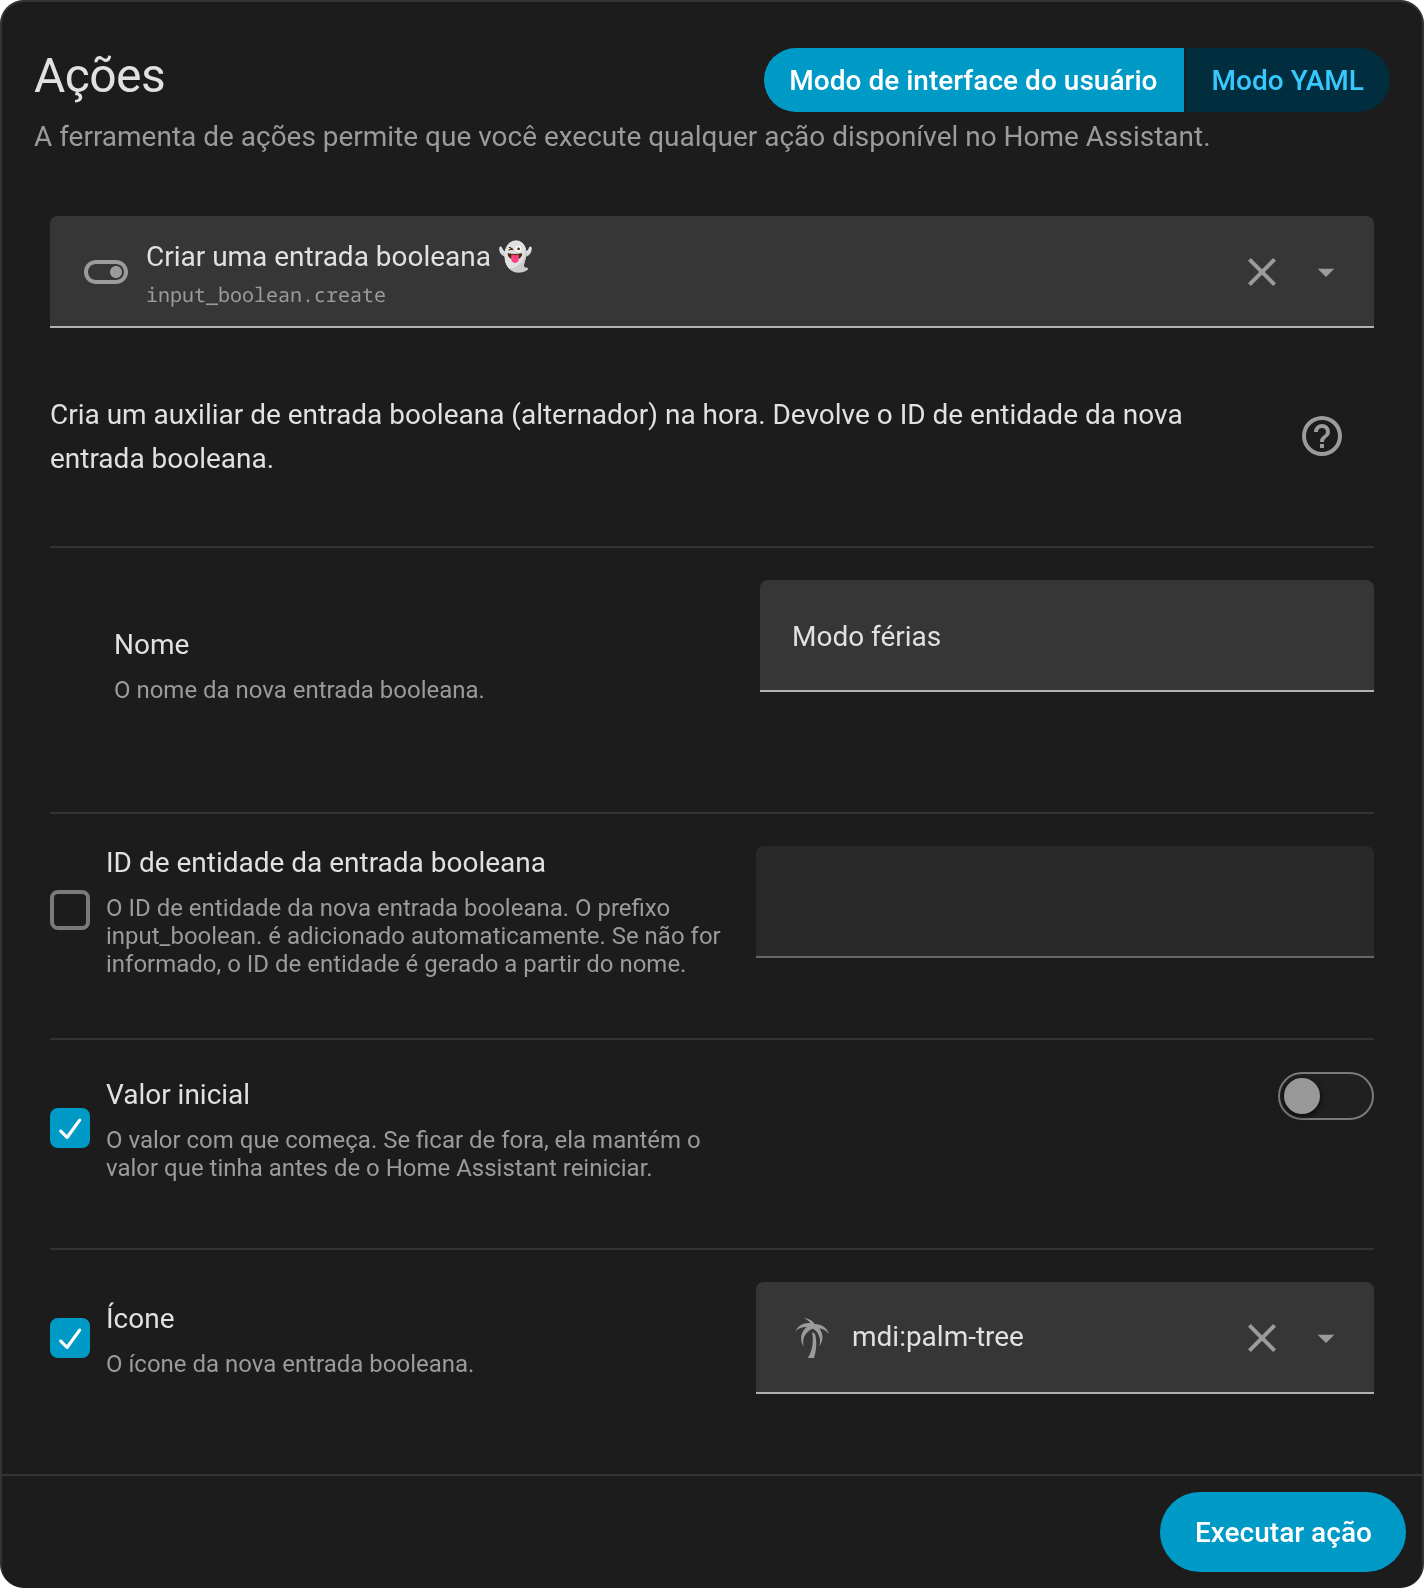 Ações
Modo de interface do usuário
Modo YAML
A ferramenta de ações permite que você execute qualquer ação disponível no Home Assistant.
Criar uma entrada booleana 👻
input_boolean.create
Cria um auxiliar de entrada booleana (alternador) na hora. Devolve o ID de entidade da nova
entrada booleana.
Nome
O nome da nova entrada booleana.
Modo férias
ID de entidade da entrada booleana
O ID de entidade da nova entrada booleana. O prefixo
input_boolean. é adicionado automaticamente. Se não for
informado, o ID de entidade é gerado a partir do nome.
Valor inicial
O valor com que começa. Se ficar de fora, ela mantém o
valor que tinha antes de o Home Assistant reiniciar.
Ícone
O ícone da nova entrada booleana.
mdi:palm-tree
Executar ação